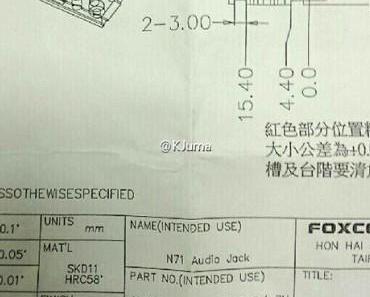 2-3.00
15.40
4.40
0.0
@KJuma
紅色部分位置
大小公差為±0.
槽及台階要清
SSOTHEWISESPECIFIED
0.1°
UNITS mm
NAME(INTENDED USE)
FOXCO
0.05°
MAT'L
N71 Audio Jack
HON HAI
TAI
SKD11
HRC58°
PART NO.(INTENDED USE)
TITLE:
0.01°